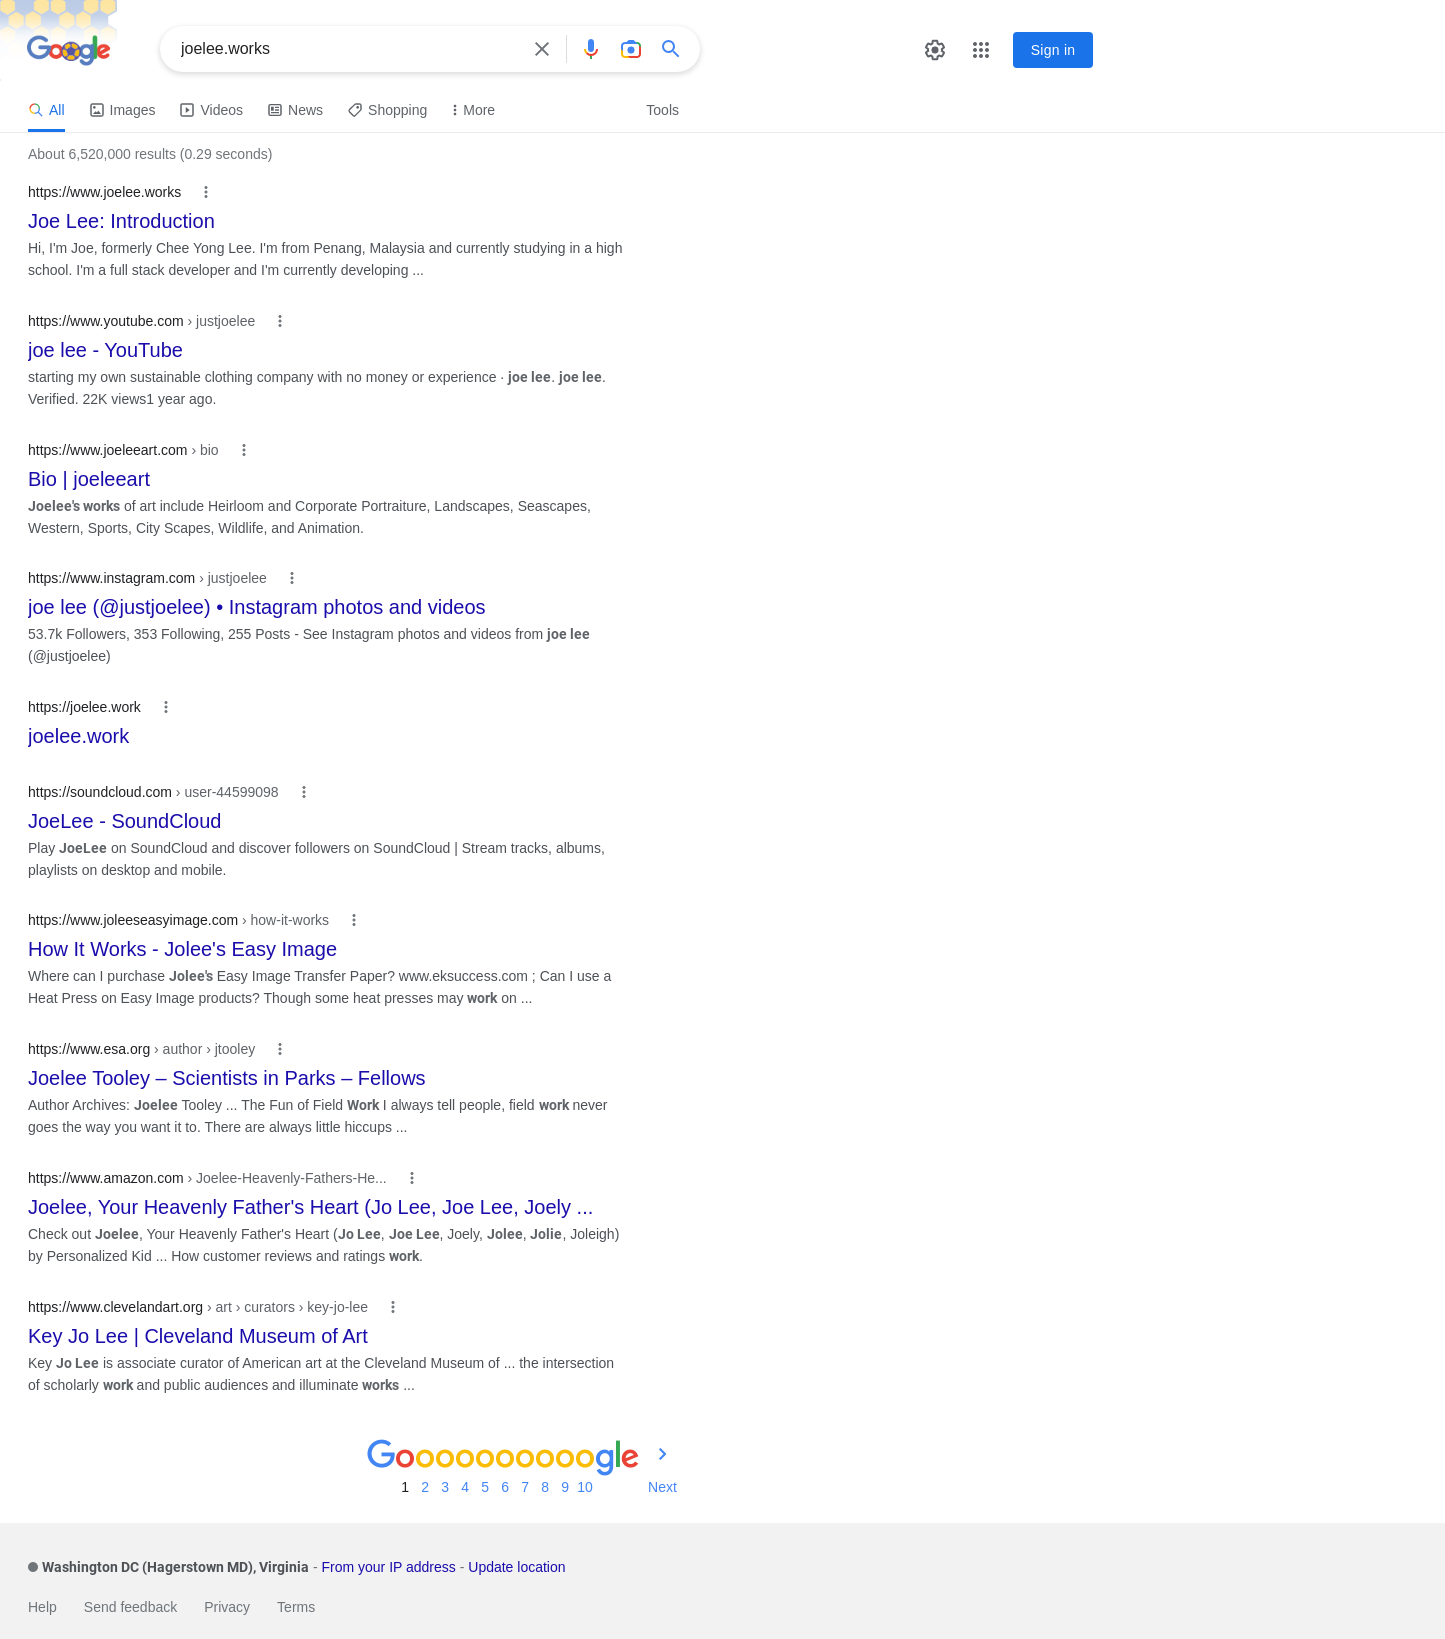 Google
joelee.works
Sign in
All
Images
Videos
News
Shopping
More
Tools
About 6,520,000 results (0.29 seconds)
https://www.joelee.works
Joe Lee: Introduction
Hi, I'm Joe, formerly Chee Yong Lee. I'm from Penang, Malaysia and currently studying in a high
school. I'm a full stack developer and I'm currently developing ...
https://www.youtube.com › justjoelee
joe lee - YouTube
starting my own sustainable clothing company with no money or experience · joe lee. joe lee.
Verified. 22K views1 year ago.
https://www.joeleeart.com › bio
Bio | joeleeart
Joelee's works of art include Heirloom and Corporate Portraiture, Landscapes, Seascapes,
Western, Sports, City Scapes, Wildlife, and Animation.
https://www.instagram.com › justjoelee
joe lee (@justjoelee) • Instagram photos and videos
53.7k Followers, 353 Following, 255 Posts - See Instagram photos and videos from joe lee
(@justjoelee)
https://joelee.work
joelee.work
https://soundcloud.com › user-44599098
JoeLee - SoundCloud
Play JoeLee on SoundCloud and discover followers on SoundCloud | Stream tracks, albums,
playlists on desktop and mobile.
https://www.joleeseasyimage.com › how-it-works
How It Works - Jolee's Easy Image
Where can I purchase Jolee's Easy Image Transfer Paper? www.eksuccess.com ; Can I use a
Heat Press on Easy Image products? Though some heat presses may work on ...
https://www.esa.org › author › jtooley
Joelee Tooley – Scientists in Parks – Fellows
Author Archives: Joelee Tooley ... The Fun of Field Work I always tell people, field work never
goes the way you want it to. There are always little hiccups ...
https://www.amazon.com › Joelee-Heavenly-Fathers-He...
Joelee, Your Heavenly Father's Heart (Jo Lee, Joe Lee, Joely ...
Check out Joelee, Your Heavenly Father's Heart (Jo Lee, Joe Lee, Joely, Jolee, Jolie, Joleigh)
by Personalized Kid ... How customer reviews and ratings work.
https://www.clevelandart.org › art › curators › key-jo-lee
Key Jo Lee | Cleveland Museum of Art
Key Jo Lee is associate curator of American art at the Cleveland Museum of ... the intersection
of scholarly work and public audiences and illuminate works ...
Goooooooooogle
1 2 3 4 5 6 7 8 9 10 Next
Washington DC (Hagerstown MD), Virginia - From your IP address - Update location
Help Send feedback Privacy Terms